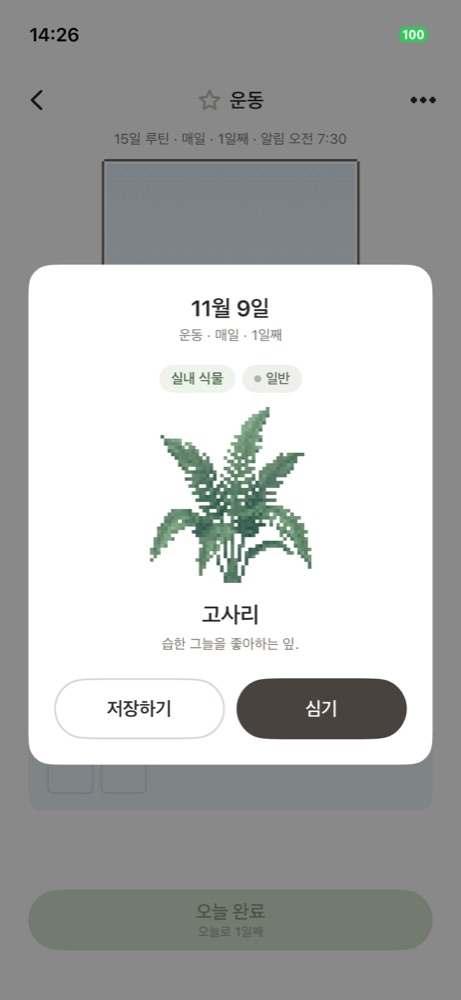 14:26
100
운동
15일 루틴 · 매일 · 1일째 · 알림 오전 7:30
11월 9일
운동 · 매일 · 1일째
실내 식물
일반
고사리
습한 그늘을 좋아하는 잎.
저장하기
심기
오늘 완료
오늘로 1일째